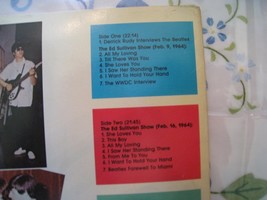 Side One (22:14)
1. Dennis Rude Interviews The Beatles
The Ed Sullivan Show (Feb. 9, 1964)
2. All My Loving
3. Till There Was You
4. She Loves You
5. I Saw Her Standing There
6. I Want To Hold Your Hand
7. The WWDC Interview
Side Two (21:45)
The Ed Sullivan Show (Feb. 16, 1964)
1. She Loves You
2. This Boy
3. All My Loving
4. I Saw Her Standing There
5. From Me To You
6. I Want to Hold Your Hand
7. Beatles Farewell To Miami